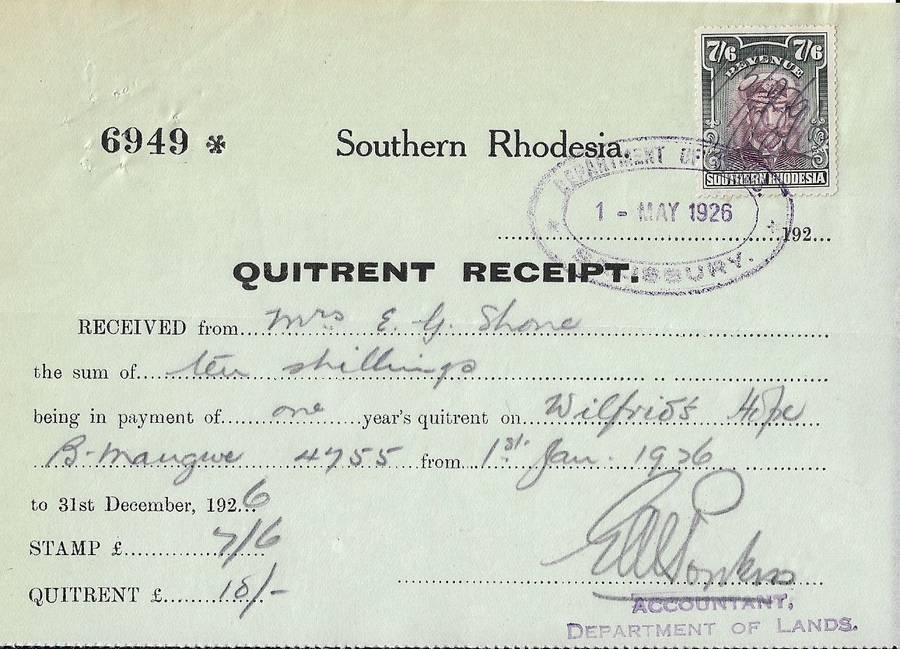 7/6 7/6
REVENUE
SOUTHERN RHODESIA
6949 *
Southern Rhodesia.
DEPARTMENT OF
1 - MAY 1926
SALISBURY.
192...
QUITRENT RECEIPT.
RECEIVED from Mrs E. G. Shone
the sum of ten shillings
being in payment of one year's quitrent on Wilfrid's Hope
B-Mangwe 4755 from 1st Jan. 1926
to 31st December, 1926
STAMP £ 7/6
QUITRENT £ 10/-
ACCOUNTANT,
DEPARTMENT OF LANDS.